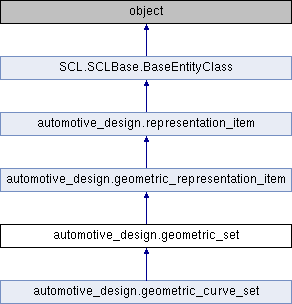 object
SCL.SCLBase.BaseEntityClass
automotive_design.representation_item
automotive_design.geometric_representation_item
automotive_design.geometric_set
automotive_design.geometric_curve_set